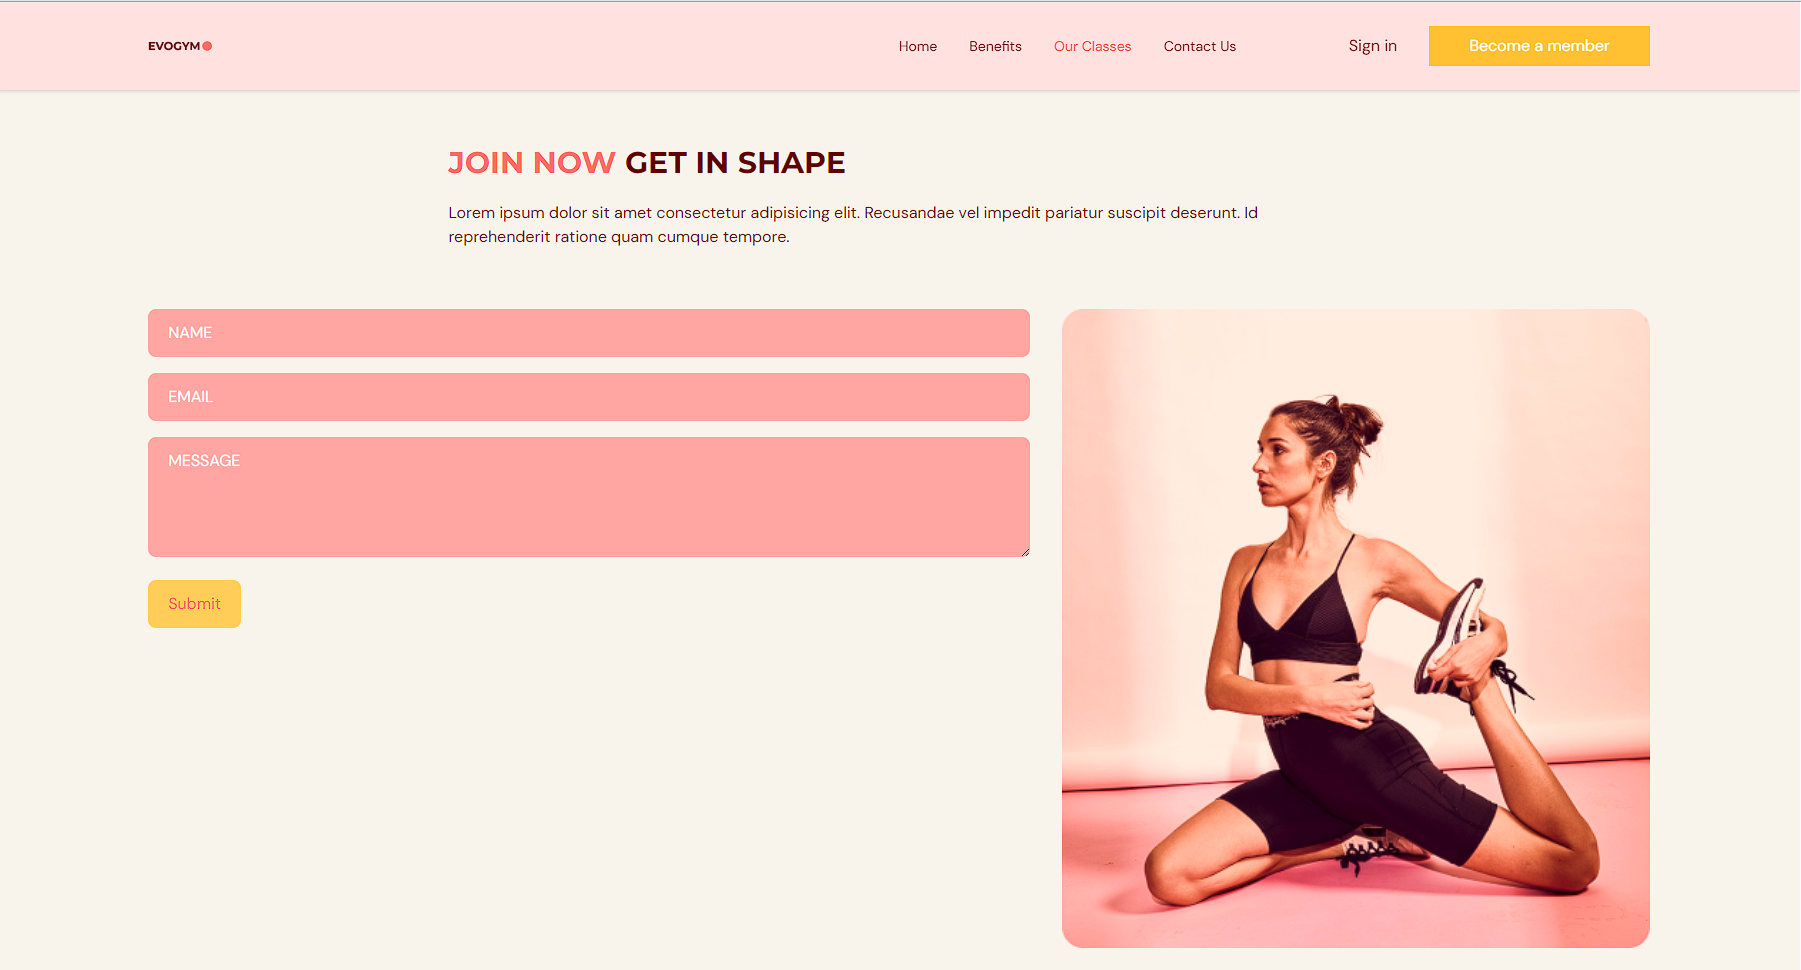 EVOGYM
Home Benefits Our Classes Contact Us Sign in Become a member
JOIN NOW GET IN SHAPE
Lorem ipsum dolor sit amet consectetur adipisicing elit. Recusandae vel impedit pariatur suscipit deserunt. Id
reprehenderit ratione quam cumque tempore.
NAME
EMAIL
MESSAGE
Submit